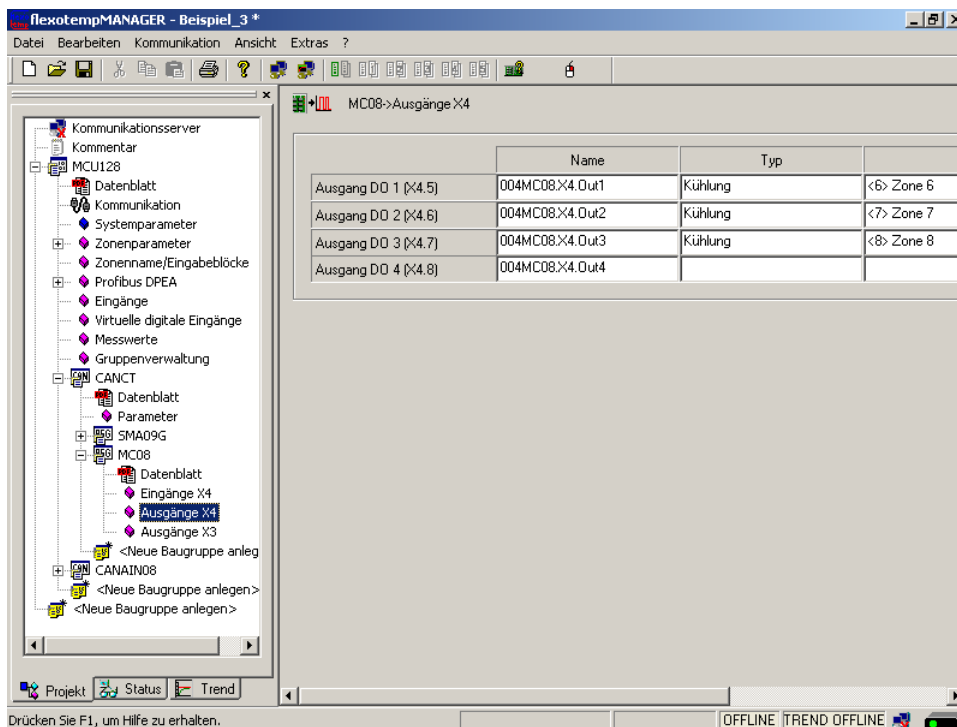 flexotempMANAGER - Beispiel_3 *
Datei Bearbeiten Kommunikation Ansicht Extras ?
Kommunikationsserver
Kommentar
MCU128
Datenblatt
Kommunikation
Systemparameter
Zonenparameter
Zonenname/Eingabeblöcke
Profibus DPEA
Eingänge
Virtuelle digitale Eingänge
Messwerte
Gruppenverwaltung
CANCT
Datenblatt
Parameter
SMA09G
MC08
Datenblatt
Eingänge X4
Ausgänge X4
Ausgänge X3
<Neue Baugruppe anleg
CANAIN08
<Neue Baugruppe anlegen>
<Neue Baugruppe anlegen>
Projekt Status Trend
MC08->Ausgänge X4
Name Typ
Ausgang DO 1 (X4.5) 004MC08.X4.Out1 Kühlung <6> Zone 6
Ausgang DO 2 (X4.6) 004MC08.X4.Out2 Kühlung <7> Zone 7
Ausgang DO 3 (X4.7) 004MC08.X4.Out3 Kühlung <8> Zone 8
Ausgang DO 4 (X4.8) 004MC08.X4.Out4
Drücken Sie F1, um Hilfe zu erhalten. OFFLINE TREND OFFLINE